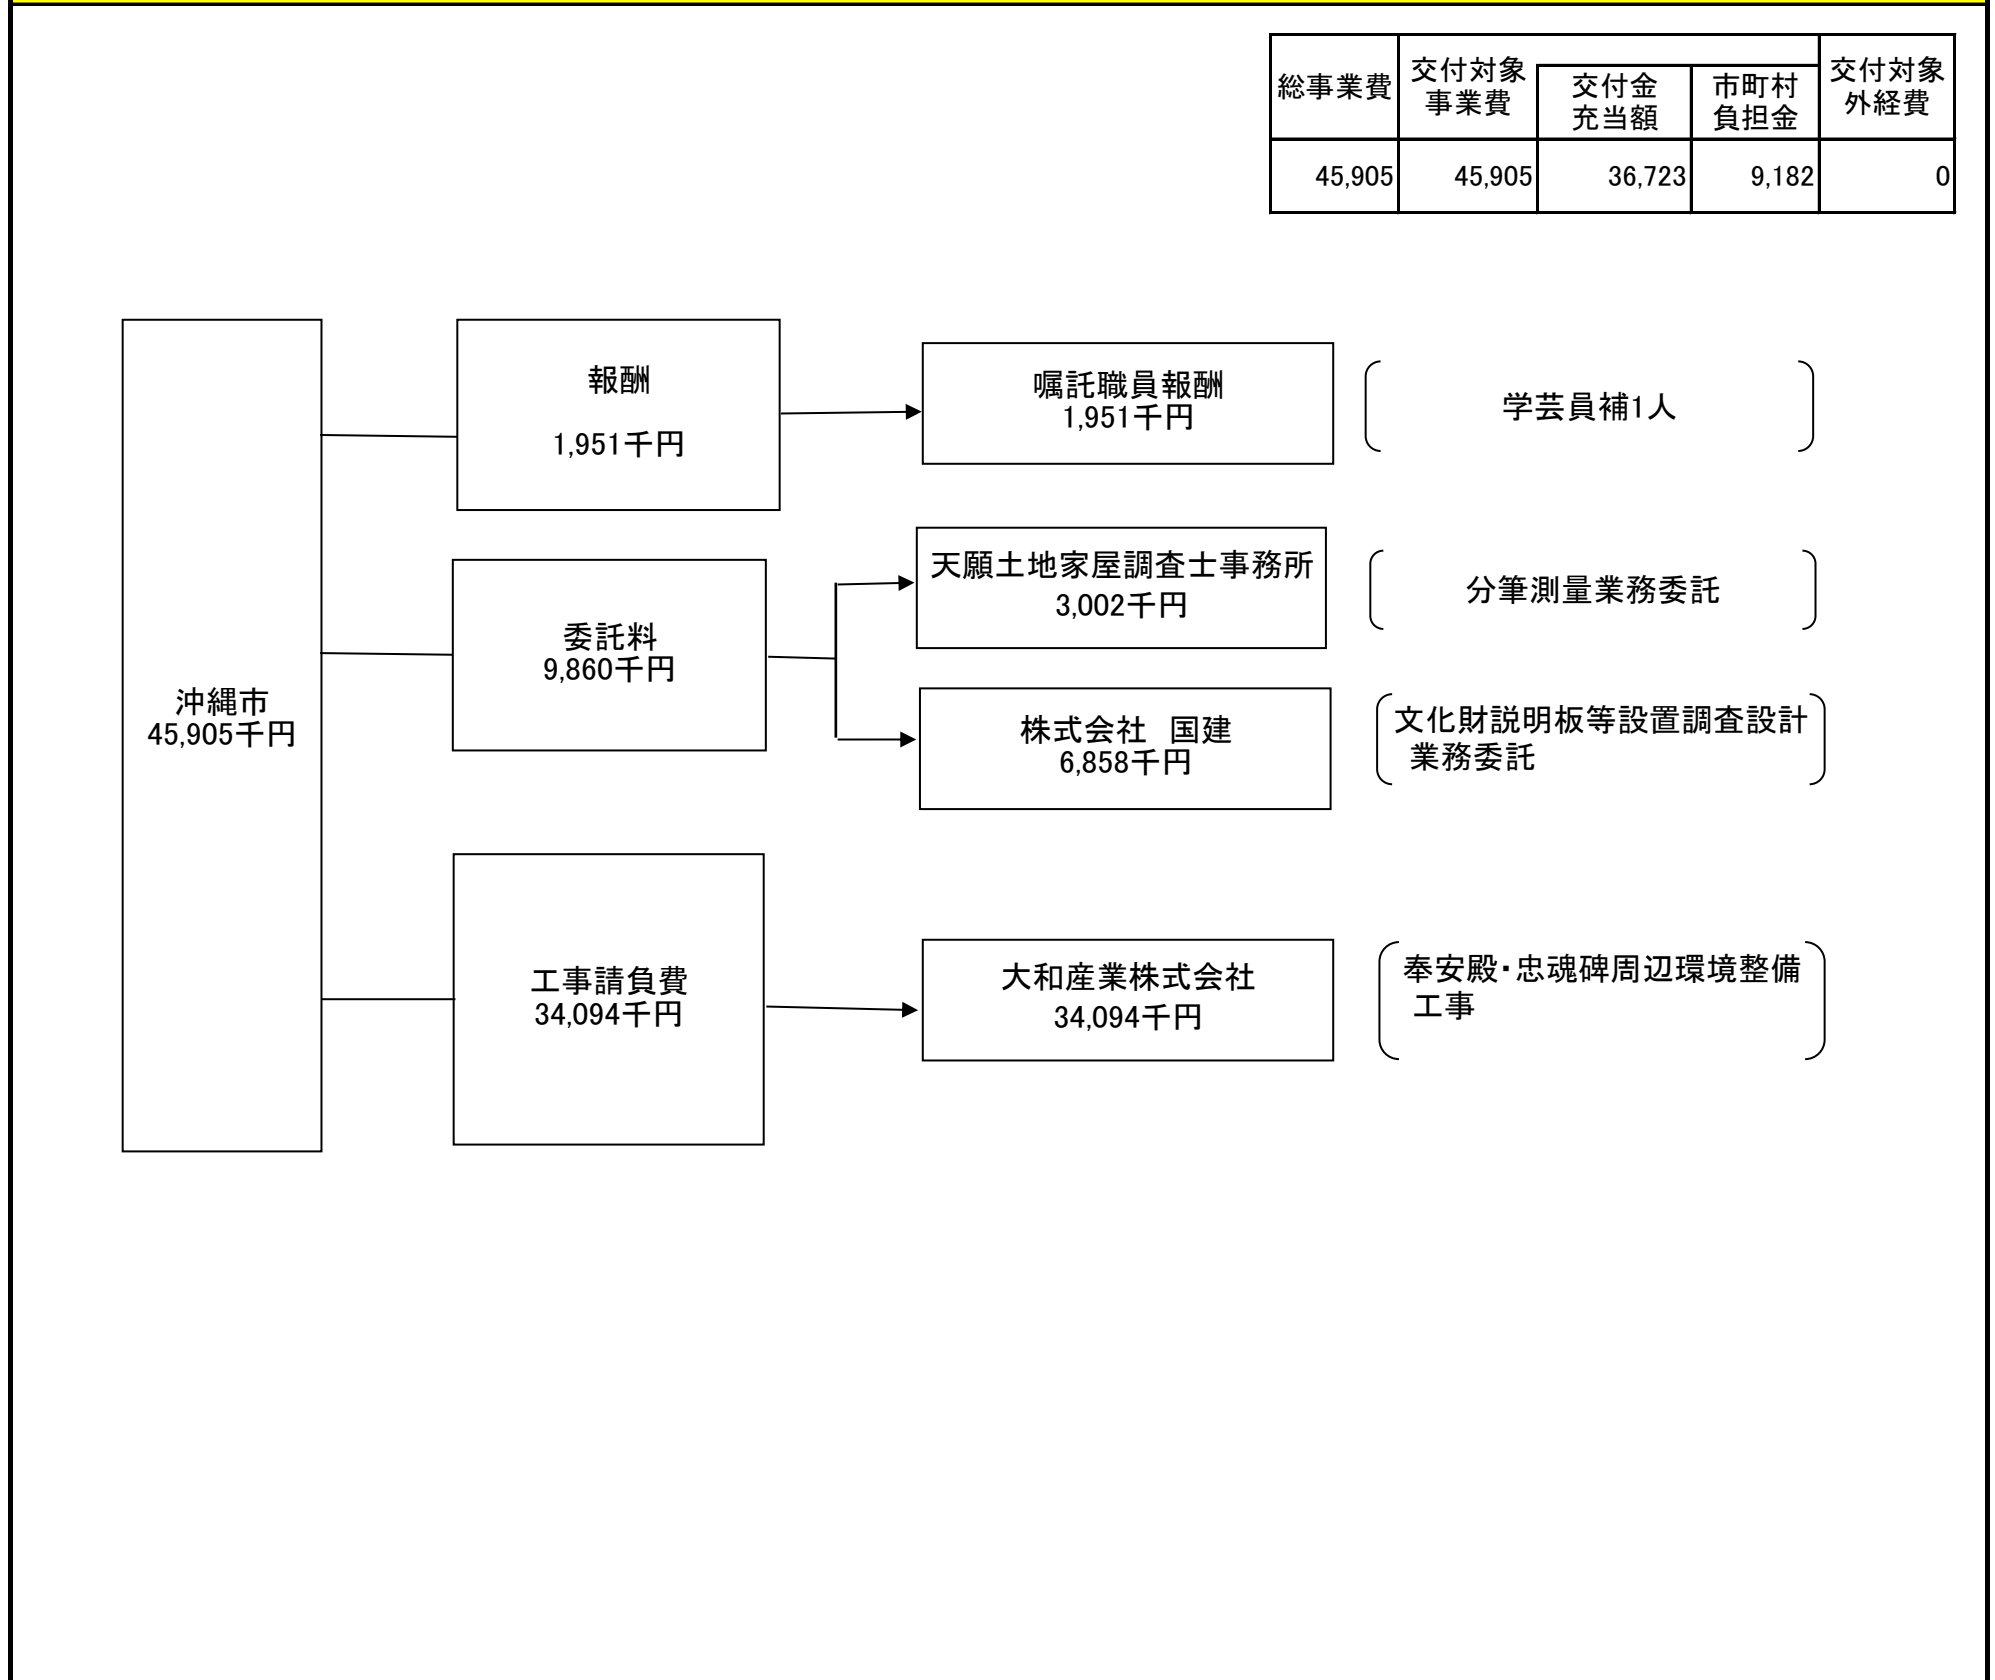 総事業費
交付対象
事業費
交付金
充当額
市町村
負担金
交付対象
外経費
45,905
45,905
36,723
9,182
0
沖縄市
45,905千円
報酬
1,951千円
嘱託職員報酬
1,951千円
学芸員補1人
委託料
9,860千円
天願土地家屋調査士事務所
3,002千円
分筆測量業務委託
株式会社　国建
6,858千円
文化財説明板等設置調査設計
業務委託
工事請負費
34,094千円
大和産業株式会社
34,094千円
奉安殿・忠魂碑周辺環境整備
工事